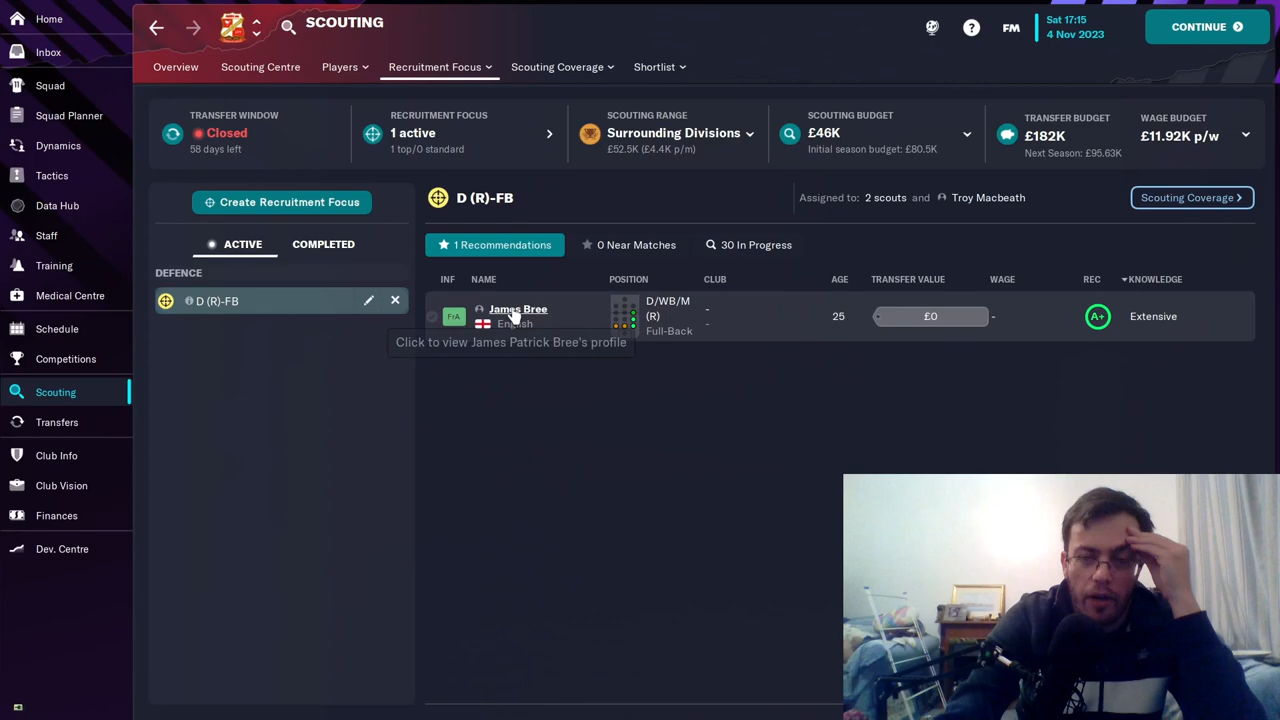 Home
Inbox
Squad
Squad Planner
Dynamics
Tactics
Data Hub
Staff
Training
Medical Centre
Schedule
Competitions
Scouting
Transfers
Club Info
Club Vision
Finances
Dev. Centre
SCOUTING
FM
Sat 17:15
4 Nov 2023
CONTINUE
Overview
Scouting Centre
Players
Recruitment Focus
Scouting Coverage
Shortlist
TRANSFER WINDOW
Closed
58 days left
RECRUITMENT FOCUS
1 active
1 top/0 standard
SCOUTING RANGE
Surrounding Divisions
£52.5K (£4.4K p/m)
SCOUTING BUDGET
£46K
Initial season budget: £80.5K
TRANSFER BUDGET
£182K
Next Season: £95.63K
WAGE BUDGET
£11.92K p/w
Create Recruitment Focus
ACTIVE
COMPLETED
DEFENCE
D (R)-FB
D (R)-FB
Assigned to: 2 scouts and Troy Macbeath
Scouting Coverage
1 Recommendations
0 Near Matches
30 In Progress
INF NAME POSITION CLUB AGE TRANSFER VALUE WAGE REC KNOWLEDGE
FrA
James Bree
English
D/WB/M
(R)
Full-Back
-
-
25
£0
-
A+
Extensive
Click to view James Patrick Bree's profile